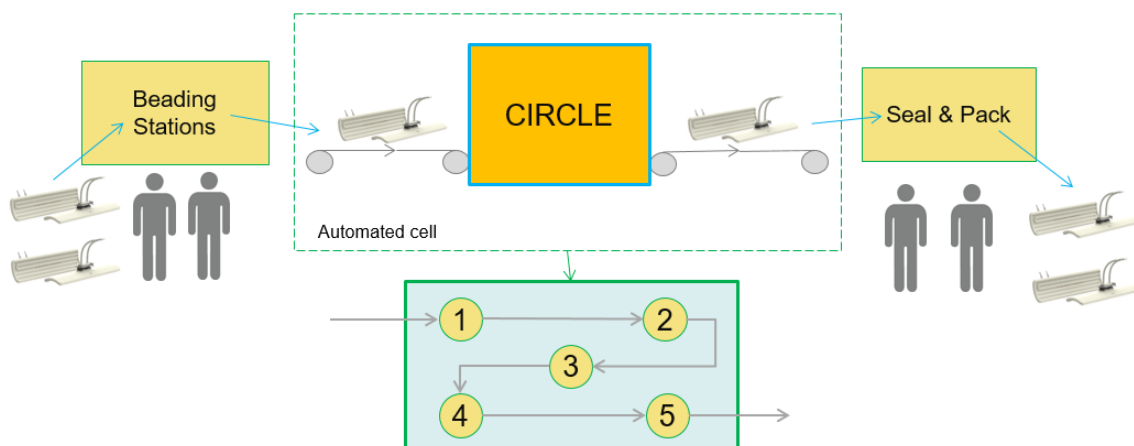 Beading
Stations
CIRCLE
Seal & Pack
Automated cell
1
2
3
4
5